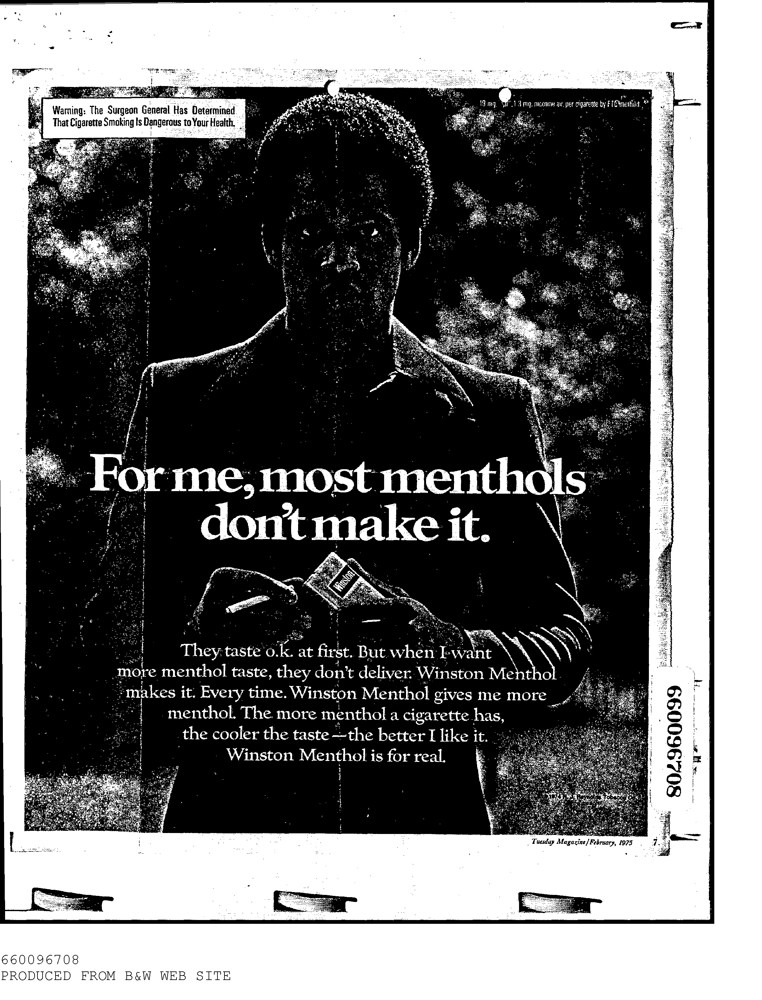 Warning: The Surgeon General Has Determined
That Cigarette Smoking Is Dangerous to Your Health.
19 mg. 1.3 mg. nicotine av. per cigarette by FTC method
For me, most menthols
don't make it.
Winston
They taste o.k. at first. But when I want
more menthol taste, they don't deliver. Winston Menthol
makes it. Every time. Winston Menthol gives me more
menthol. The more menthol a cigarette has,
the cooler the taste—the better I like it.
Winston Menthol is for real.
Tuesday Magazine/February, 1975 7
660096708
660096708
PRODUCED FROM B&W WEB SITE